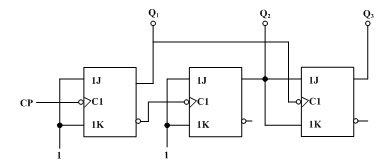 Q₁ Q₂ Q₃
1J 1J 1J
CP C1 C1 C1
1K 1K 1K
1 1